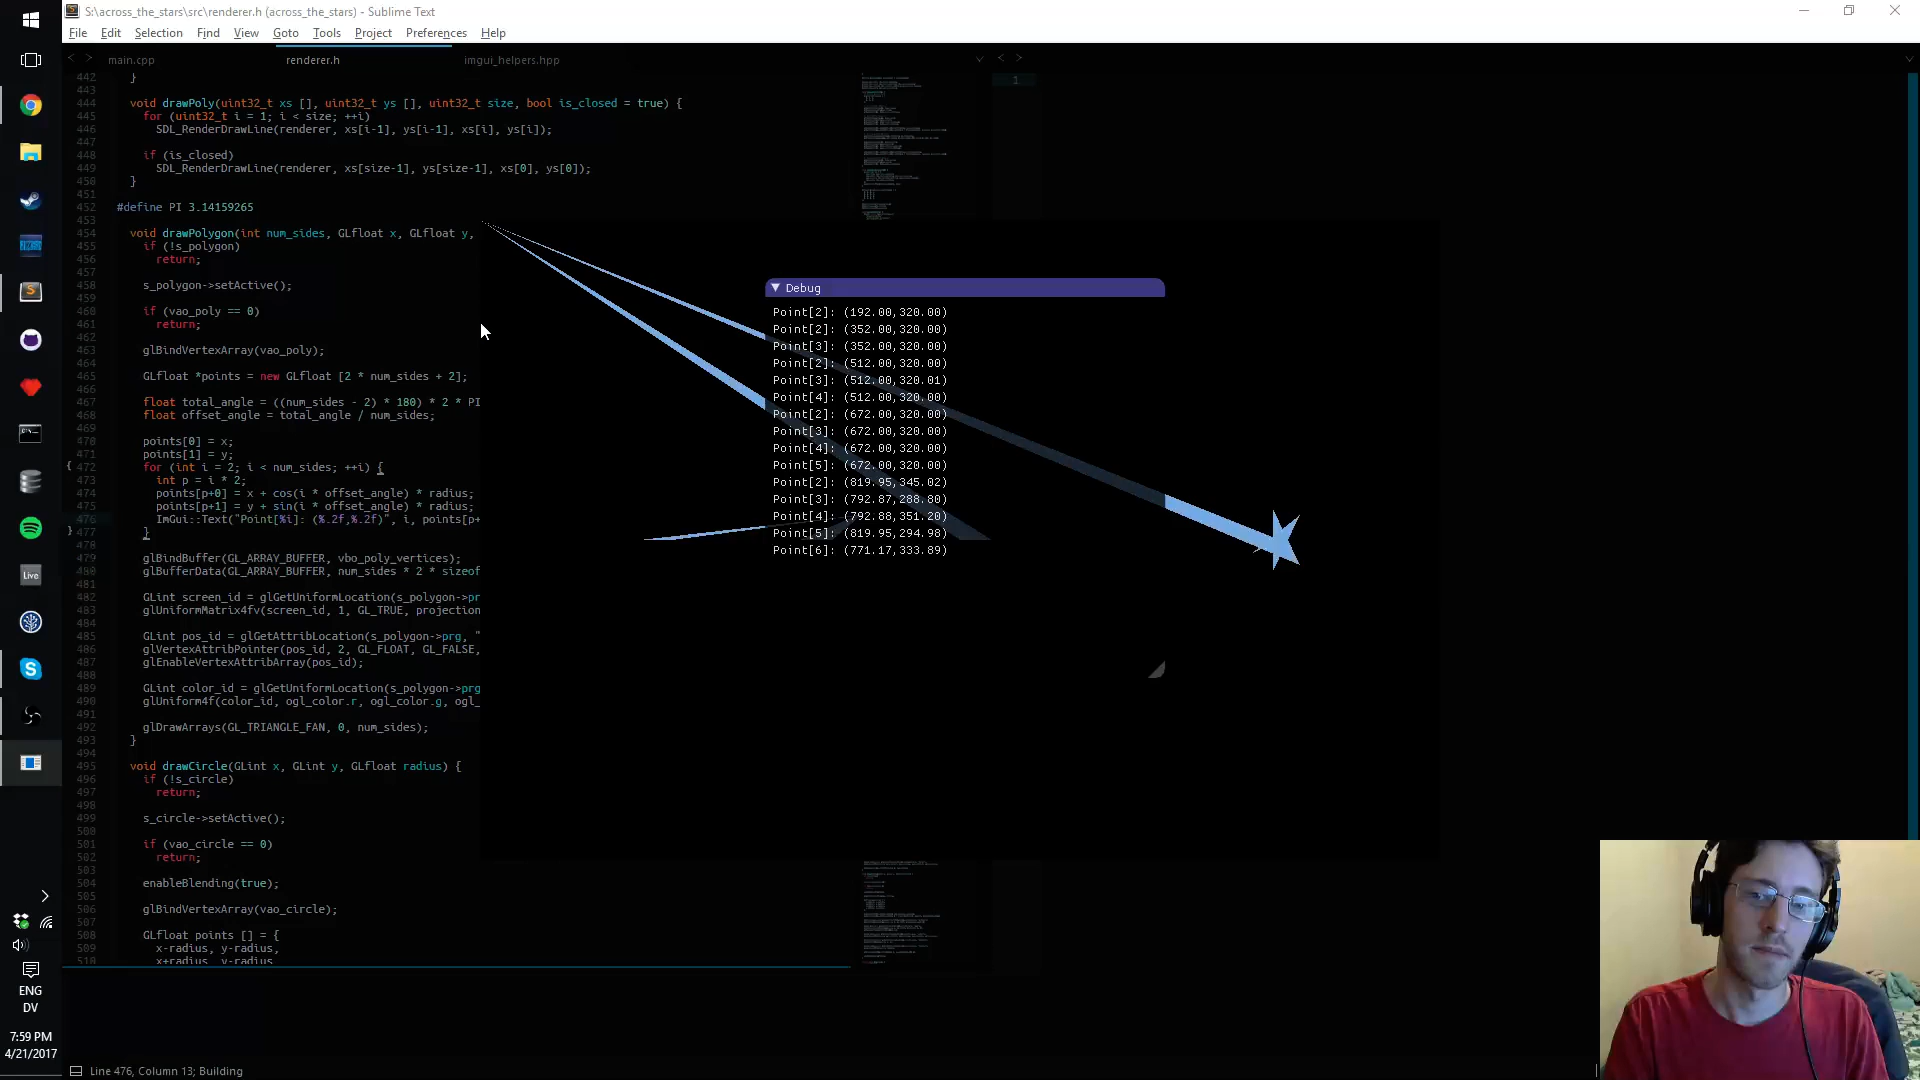 S:\across_the_stars\src\renderer.h (across_the_stars) - Sublime Text
File Edit Selection Find View Goto Tools Project Preferences Help
main.cpp renderer.h imgui_helpers.hpp
1
442 }
443
444 void drawPoly(uint32_t xs [], uint32_t ys [], uint32_t size, bool is_closed = true) {
445 for (uint32_t i = 1; i < size; ++i)
446 SDL_RenderDrawLine(renderer, xs[i-1], ys[i-1], xs[i], ys[i]);
447
448 if (is_closed)
449 SDL_RenderDrawLine(renderer, xs[size-1], ys[size-1], xs[0], ys[0]);
450 }
451
452 #define PI 3.14159265
453
454 void drawPolygon(int num_sides, GLfloat x, GLfloat y,
455 if (!s_polygon)
456 return;
457
458 s_polygon->setActive();
459
460 if (vao_poly == 0)
461 return;
462
463 glBindVertexArray(vao_poly);
464
465 GLfloat *points = new GLfloat [2 * num_sides + 2];
466
467 float total_angle = ((num_sides - 2) * 180) * 2 * PI
468 float offset_angle = total_angle / num_sides;
469
470 points[0] = x;
471 points[1] = y;
472 for (int i = 2; i < num_sides; ++i) {
473 int p = i * 2;
474 points[p+0] = x + cos(i * offset_angle) * radius;
475 points[p+1] = y + sin(i * offset_angle) * radius;
476 ImGui::Text("Point[%i]: (%.2f,%.2f)", i, points[p+
477 }
478
479 glBindBuffer(GL_ARRAY_BUFFER, vbo_poly_vertices);
480 glBufferData(GL_ARRAY_BUFFER, num_sides * 2 * sizeof
481
482 GLint screen_id = glGetUniformLocation(s_polygon->pr
483 glUniformMatrix4fv(screen_id, 1, GL_TRUE, projection
484
485 GLint pos_id = glGetAttribLocation(s_polygon->prg, "
486 glVertexAttribPointer(pos_id, 2, GL_FLOAT, GL_FALSE,
487 glEnableVertexAttribArray(pos_id);
488
489 GLint color_id = glGetUniformLocation(s_polygon->prg
490 glUniform4f(color_id, ogl_color.r, ogl_color.g, ogl_
491
492 glDrawArrays(GL_TRIANGLE_FAN, 0, num_sides);
493 }
494
495 void drawCircle(GLint x, GLint y, GLfloat radius) {
496 if (!s_circle)
497 return;
498
499 s_circle->setActive();
500
501 if (vao_circle == 0)
502 return;
503
504 enableBlending(true);
505
506 glBindVertexArray(vao_circle);
507
508 GLfloat points [] = {
509 x-radius, y-radius,
510 x+radius, y-radius
Debug
Point[2]: (192.00,320.00)
Point[2]: (352.00,320.00)
Point[3]: (352.00,320.00)
Point[2]: (512.00,320.00)
Point[3]: (512.00,320.01)
Point[4]: (512.00,320.00)
Point[2]: (672.00,320.00)
Point[3]: (672.00,320.00)
Point[4]: (672.00,320.00)
Point[5]: (672.00,320.00)
Point[2]: (819.95,345.02)
Point[3]: (792.87,288.80)
Point[4]: (792.88,351.20)
Point[5]: (819.95,294.98)
Point[6]: (771.17,333.89)
Live
ENG
DV
7:59 PM
4/21/2017
Line 476, Column 13; Building